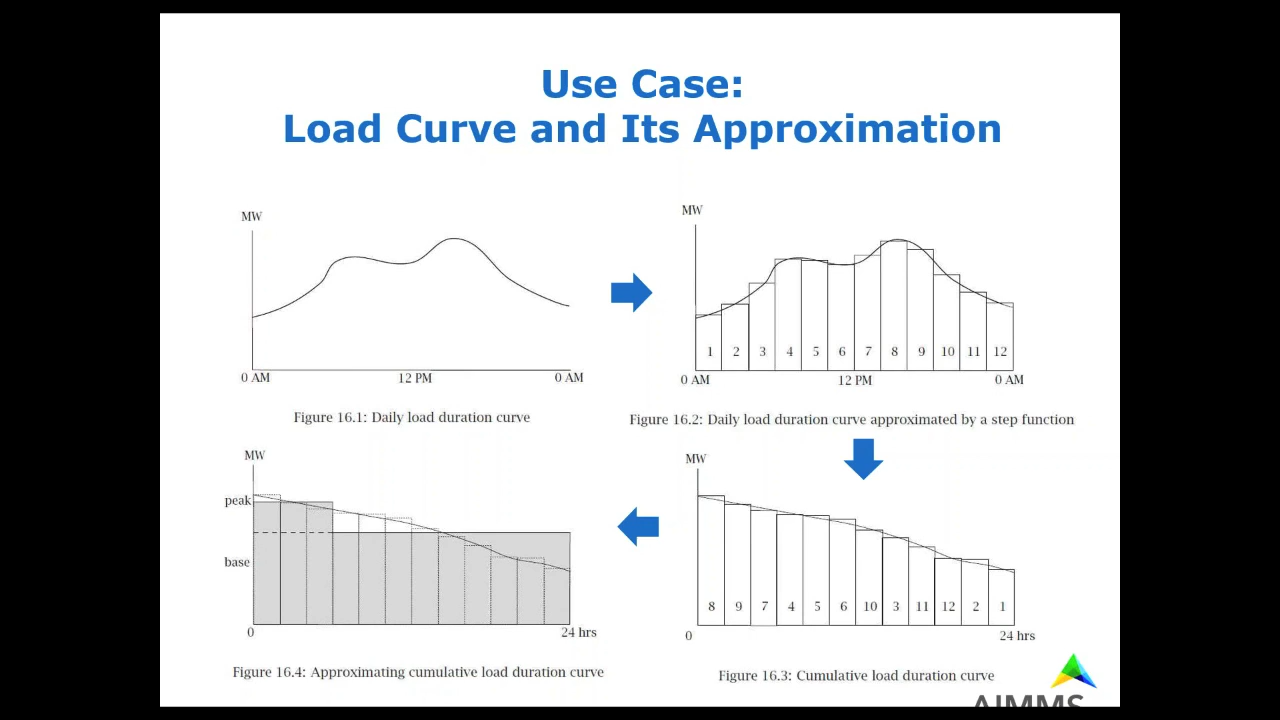 Use Case:
Load Curve and Its Approximation
MW
0 AM 12 PM 0 AM
Figure 16.1: Daily load duration curve
MW
1 2 3 4 5 6 7 8 9 10 11 12
0 AM 12 PM 0 AM
Figure 16.2: Daily load duration curve approximated by a step function
MW
peak
base
0 24 hrs
Figure 16.4: Approximating cumulative load duration curve
MW
8 9 7 4 5 6 10 3 11 12 2 1
0 24 hrs
Figure 16.3: Cumulative load duration curve
AIMMS